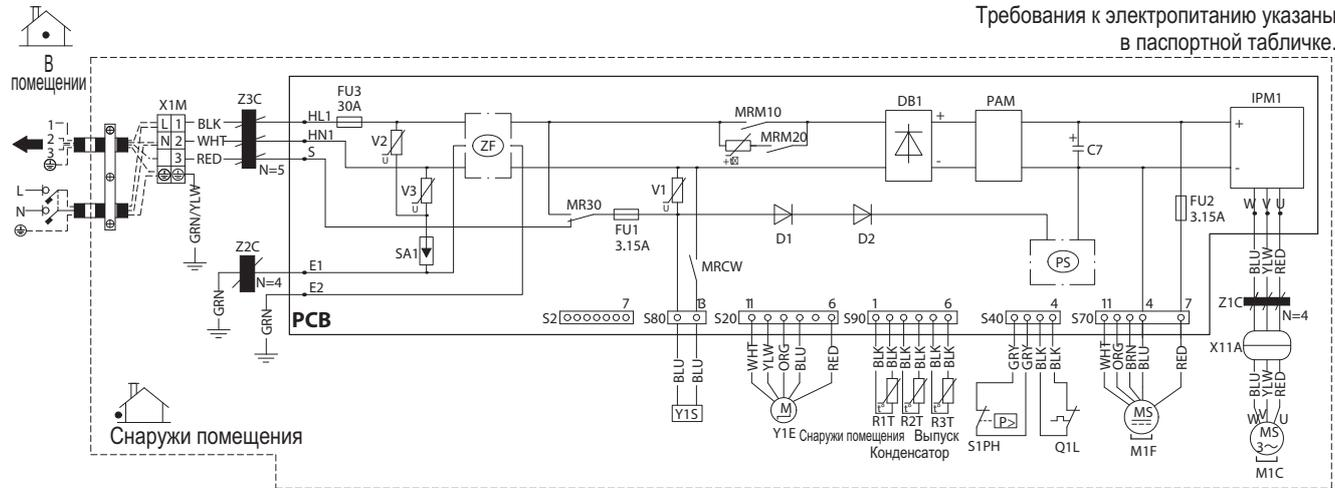 Требования к электропитанию указаны
в паспортной табличке.
В
помещении
X1M
Z3C
HL1
FU3
30A
HN1
S
L 1
BLK
N 2
WHT
3
RED
N=5
1
2
3
L
N
GRN/YLW
V2
U
V3
U
SA1
ZF
MR30
FU1
3.15A
V1
U
MRM10
MRM20
+
DB1
+
-
PAM
+
C7
IPM1
+
-
W V U
FU2
3.15A
D1
D2
PS
MRCW
Z2C
N=4
E1
E2
GRN
GRN
PCB
S2
7
S80
13
S20
11
6
S90
1
6
S40
4
S70
11
4
7
BLU
BLU
Y1S
WHT
YLW
ORG
BLU
RED
M
Y1E
BLK
BLK
BLK
BLK
BLK
BLK
t°
t°
t°
R1T
R2T
R3T
Снаружи помещения
Выпуск
Конденсатор
GRY
GRY
BLK
BLK
P>
S1PH
Q1L
WHT
ORG
BRN
BLU
RED
MS
M1F
BLU
YLW
RED
Z1C
N=4
X11A
BLU
YLW
RED
W
V
U
MS
3~
M1C
Снаружи помещения